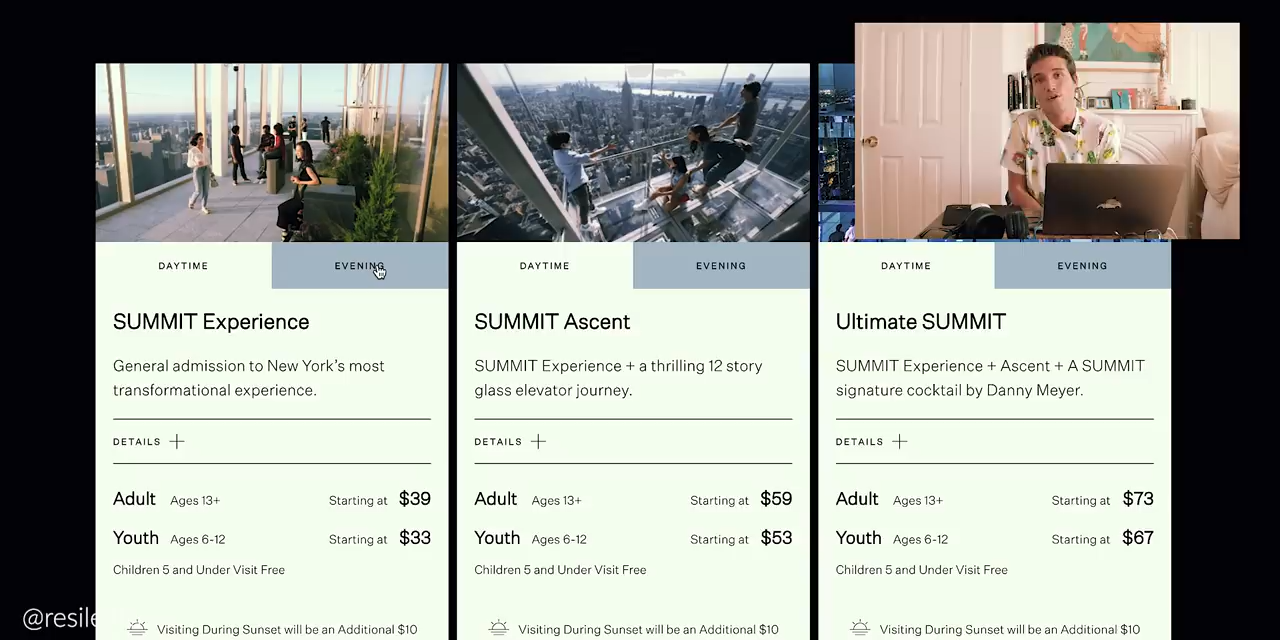 DAYTIME EVENING
SUMMIT Experience
General admission to New York's most
transformational experience.
DETAILS
Adult Ages 13+ Starting at $39
Youth Ages 6-12 Starting at $33
Children 5 and Under Visit Free
Visiting During Sunset will be an Additional $10
DAYTIME EVENING
SUMMIT Ascent
SUMMIT Experience + a thrilling 12 story
glass elevator journey.
DETAILS
Adult Ages 13+ Starting at $59
Youth Ages 6-12 Starting at $53
Children 5 and Under Visit Free
Visiting During Sunset will be an Additional $10
DAYTIME EVENING
Ultimate SUMMIT
SUMMIT Experience + Ascent + A SUMMIT
signature cocktail by Danny Meyer.
DETAILS
Adult Ages 13+ Starting at $73
Youth Ages 6-12 Starting at $67
Children 5 and Under Visit Free
Visiting During Sunset will be an Additional $10